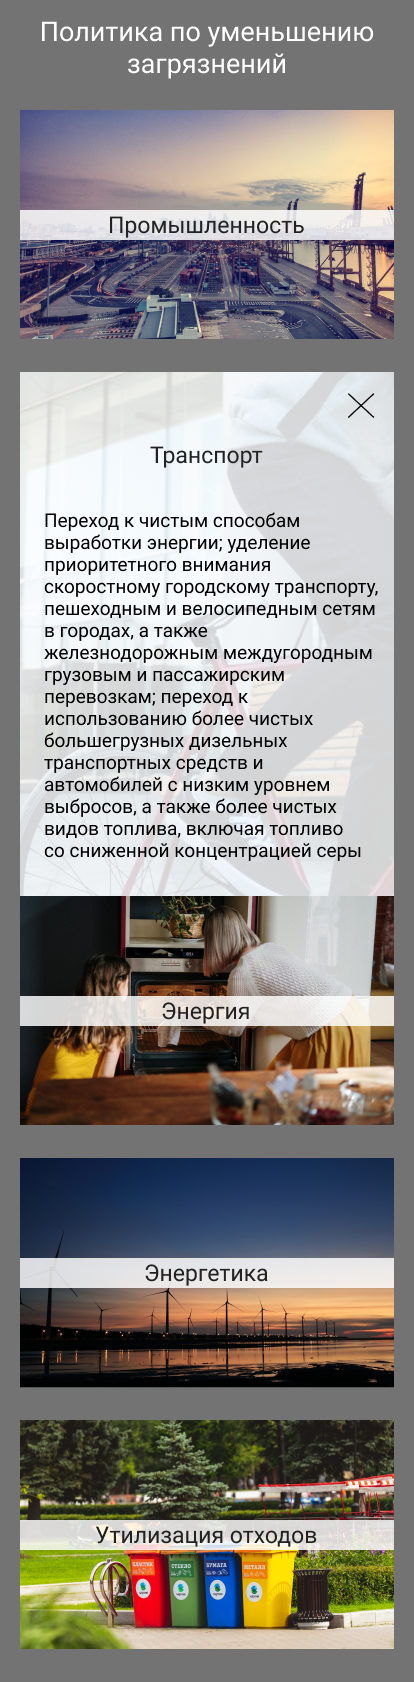 Политика по уменьшению
загрязнений
Промышленность
Транспорт
Переход к чистым способам
выработки энергии; уделение
приоритетного внимания
скоростному городскому транспорту,
пешеходным и велосипедным сетям
в городах, а также
железнодорожным междугородным
грузовым и пассажирским
перевозкам; переход к
использованию более чистых
большегрузных дизельных
транспортных средств и
автомобилей с низким уровнем
выбросов, а также более чистых
видов топлива, включая топливо
со сниженной концентрацией серы
Энергия
Энергетика
Утилизация отходов
ПЛАСТИК
СТЕКЛО
БУМАГА
МЕТАЛЛ